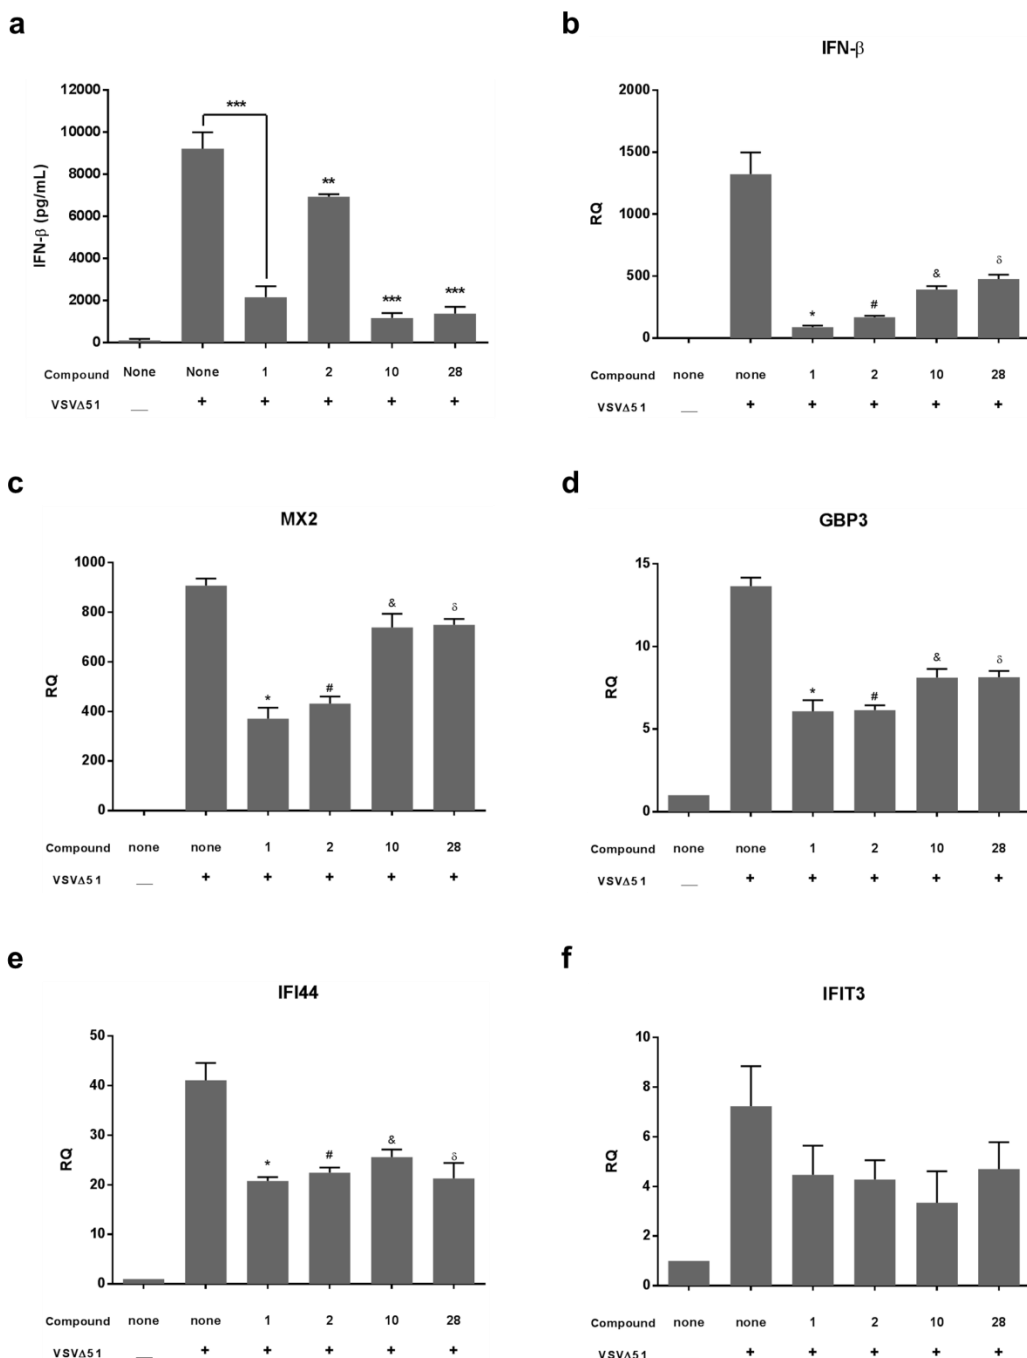 a
12000
10000
8000
6000
4000
2000
0
IFN-β (pg/mL)
***
**
***
***
Compound None None 1 2 10 28
VSVΔ51 __ + + + + +
b
IFN-β
2000
1500
1000
500
0
RQ
*
#
&
δ
Compound none none 1 2 10 28
VSVΔ51 __ + + + + +
c
MX2
1000
800
600
400
200
0
RQ
*
#
&
δ
Compound none none 1 2 10 28
VSVΔ51 __ + + + + +
d
GBP3
15
10
5
0
RQ
*
#
&
δ
Compound none none 1 2 10 28
VSVΔ51 __ + + + + +
e
IFI44
50
40
30
20
10
0
RQ
*
#
&
δ
Compound none none 1 2 10 28
VSVΔ51 __ + + + + +
f
IFIT3
10
8
6
4
2
0
RQ
Compound none none 1 2 10 28
VSVΔ51 + + + + +